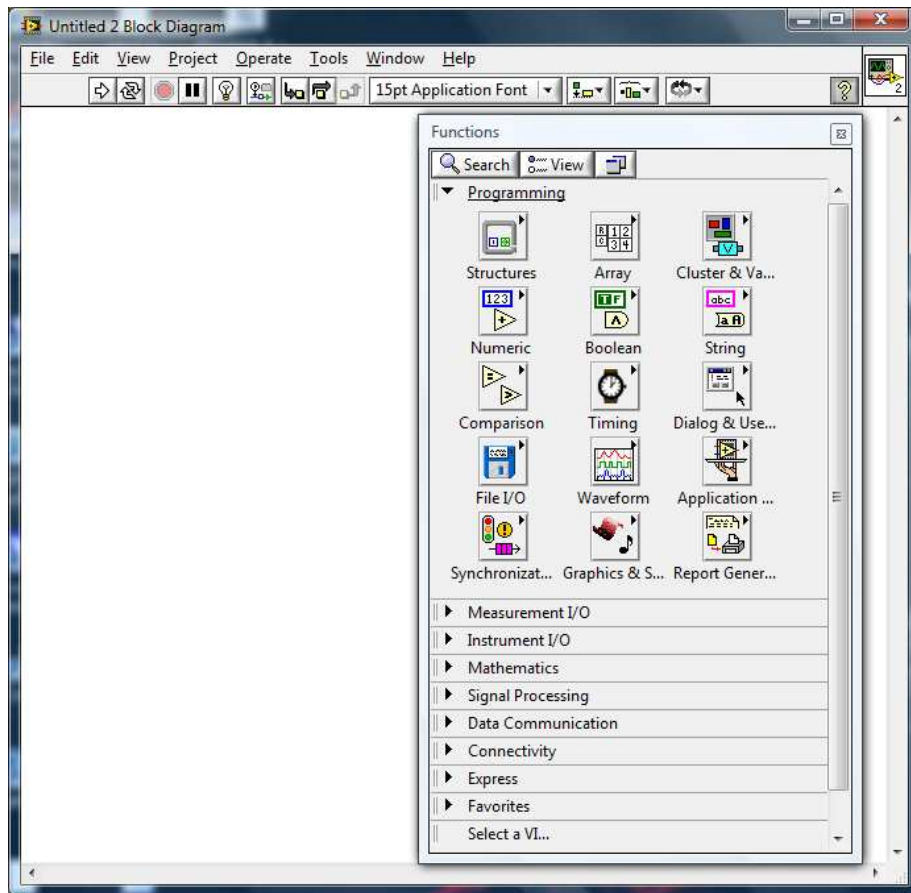 Untitled 2 Block Diagram
File Edit View Project Operate Tools Window Help
15pt Application Font
2
Functions
Search View
Programming
Structures Array Cluster & Va...
Numeric Boolean String
Comparison Timing Dialog & Use...
File I/O Waveform Application ...
Synchronizat... Graphics & S... Report Gener...
Measurement I/O
Instrument I/O
Mathematics
Signal Processing
Data Communication
Connectivity
Express
Favorites
Select a VI...